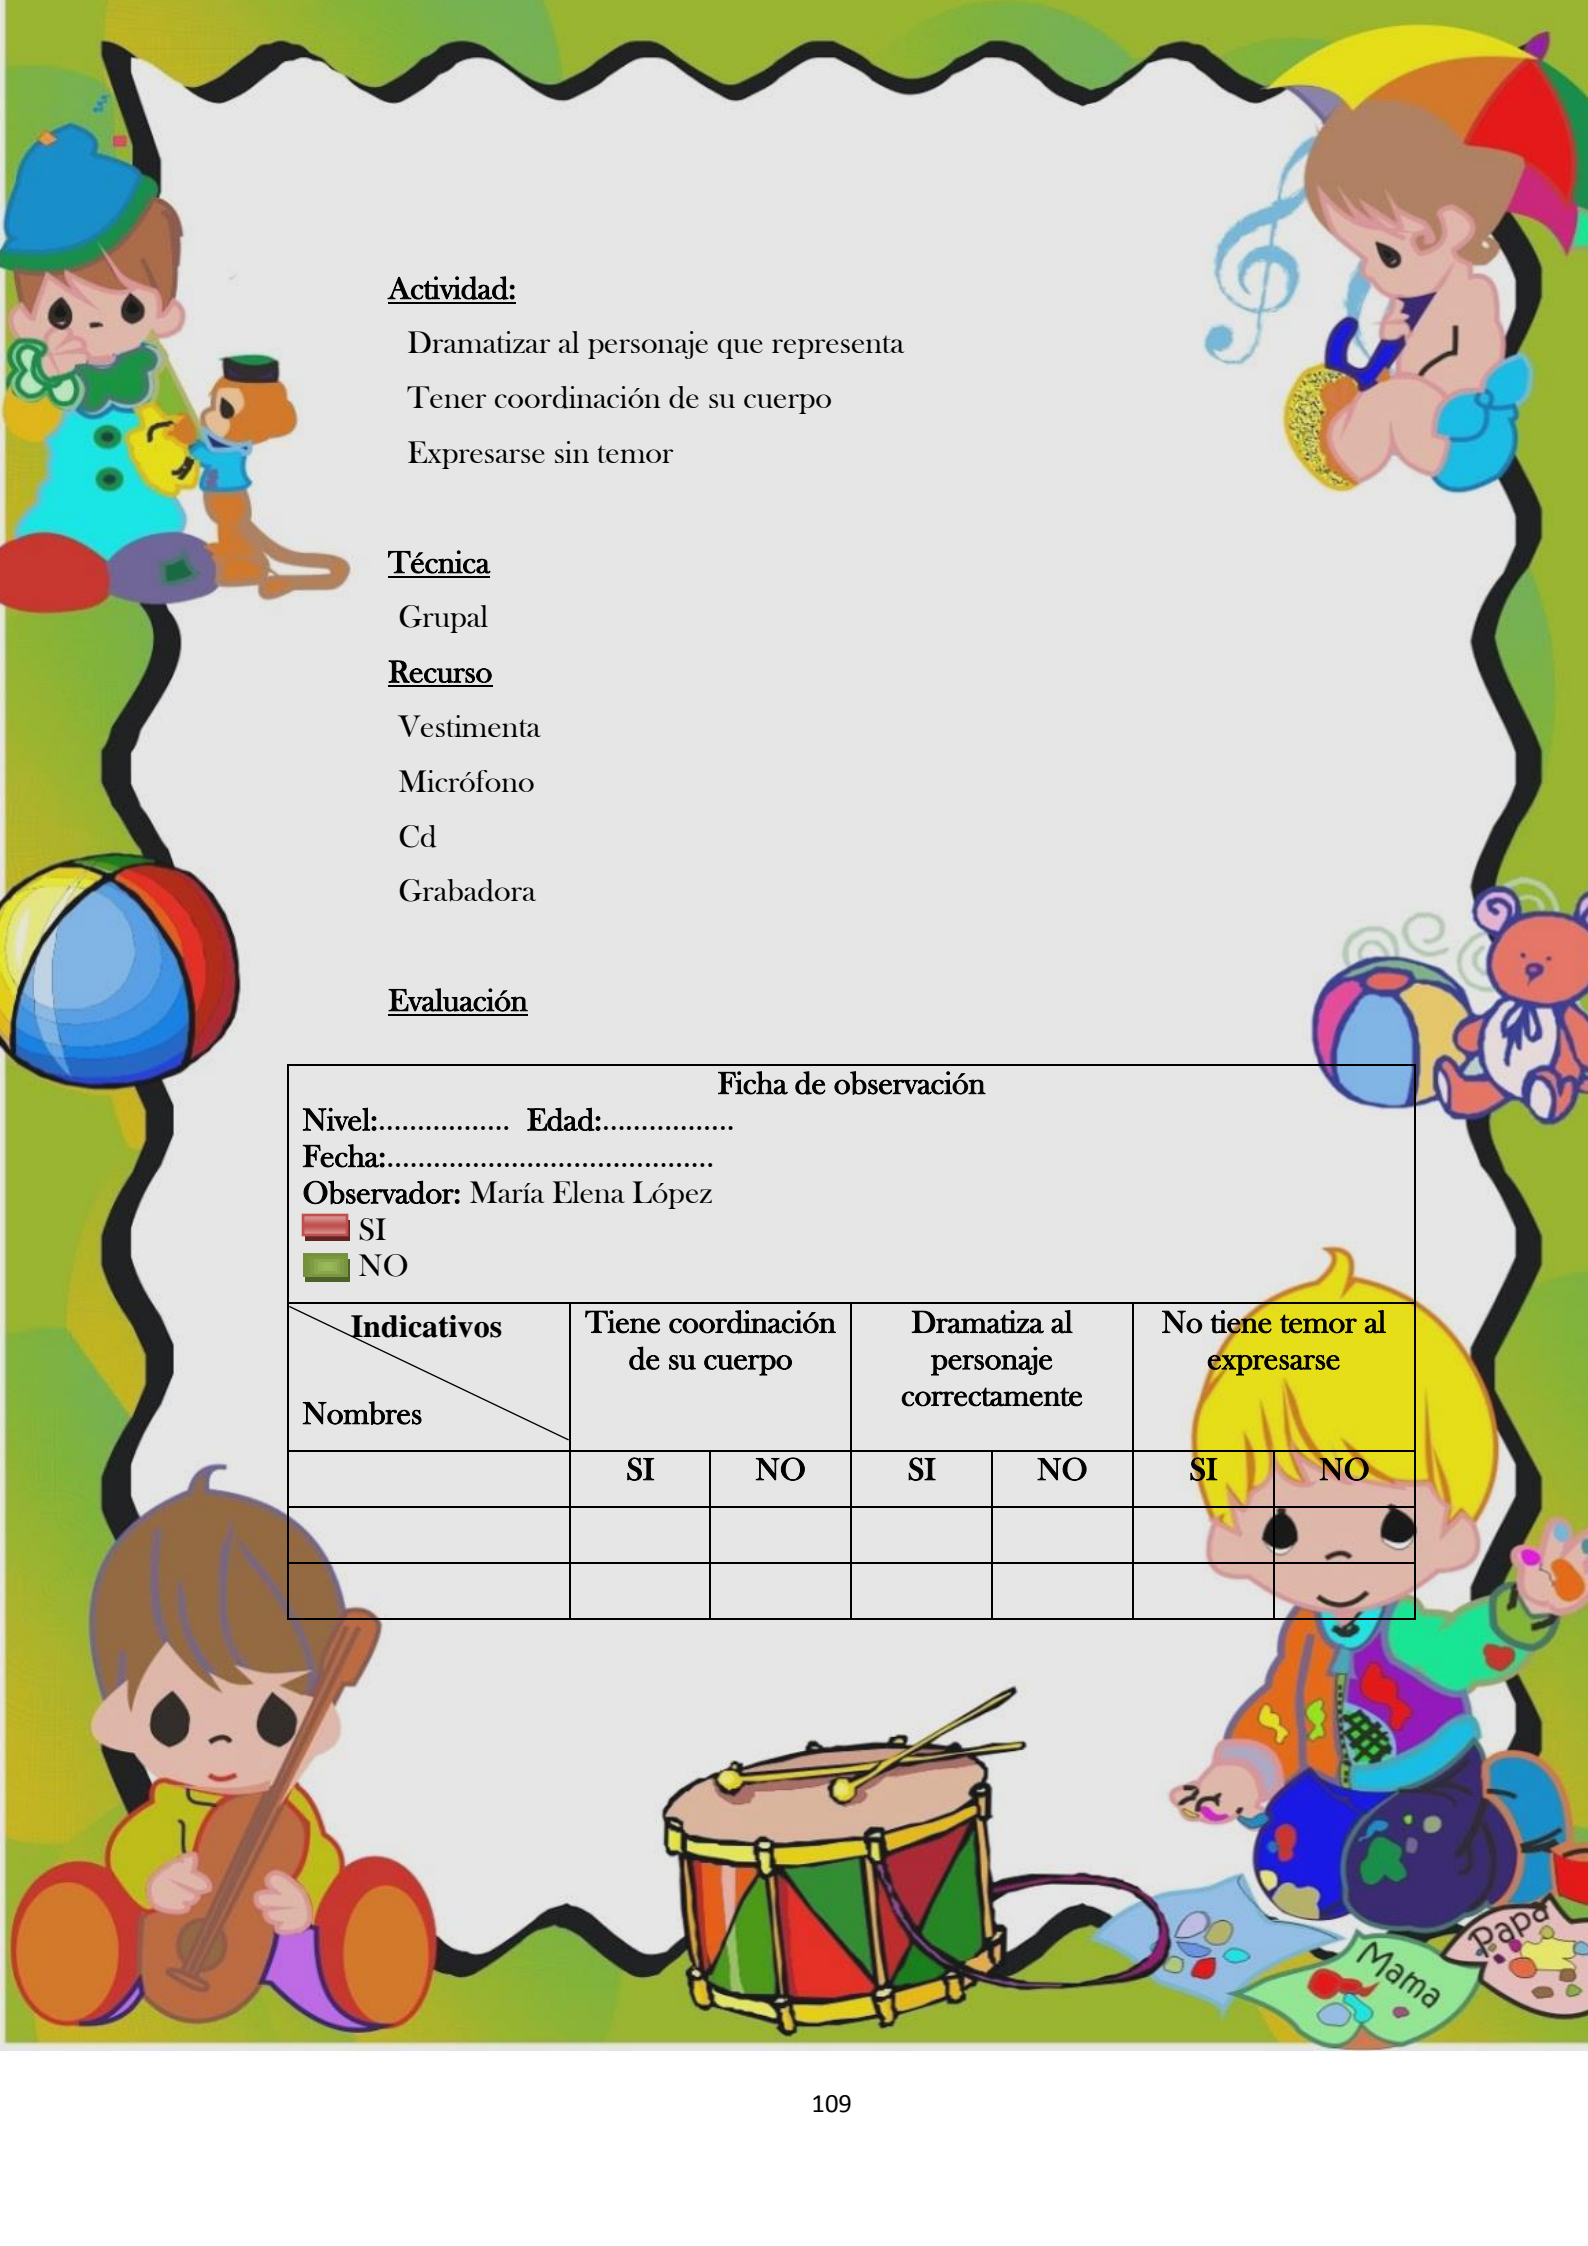 Actividad:
Dramatizar al personaje que representa
Tener coordinación de su cuerpo
Expresarse sin temor
Técnica
Grupal
Recurso
Vestimenta
Micrófono
Cd
Grabadora
Evaluación
Ficha de observación
Nivel:................. Edad:.................
Fecha:..........................................
Observador: María Elena López
SI
NO
Indicativos
Nombres
Tiene coordinación
de su cuerpo
Dramatiza al
personaje
correctamente
No tiene temor al
expresarse
SI NO SI NO SI NO
Papa
Mama
109